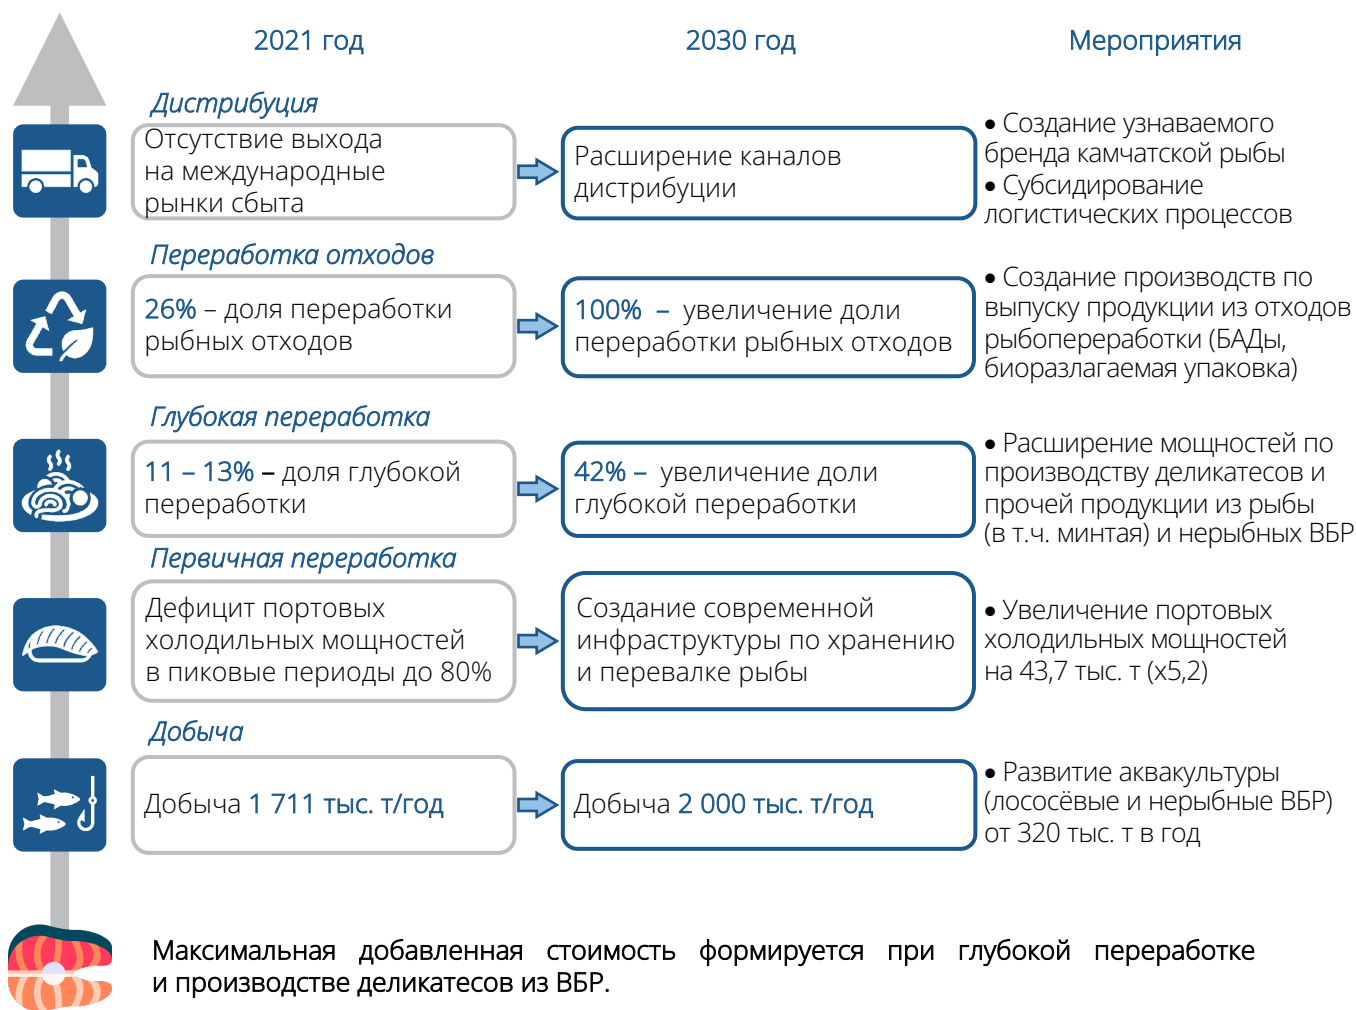 2021 год
2030 год
Мероприятия
Дистрибуция
Отсутствие выхода
на международные
рынки сбыта
Расширение каналов
дистрибуции
• Создание узнаваемого
бренда камчатской рыбы
• Субсидирование
логистических процессов
Переработка отходов
26% – доля переработки
рыбных отходов
100% – увеличение доли
переработки рыбных отходов
• Создание производств по
выпуску продукции из отходов
рыбопереработки (БАДы,
биоразлагаемая упаковка)
Глубокая переработка
11 – 13% – доля глубокой
переработки
42% – увеличение доли
глубокой переработки
• Расширение мощностей по
производству деликатесов и
прочей продукции из рыбы
(в т.ч. минтая) и нерыбных ВБР
Первичная переработка
Дефицит портовых
холодильных мощностей
в пиковые периоды до 80%
Создание современной
инфраструктуры по хранению
и перевалке рыбы
• Увеличение портовых
холодильных мощностей
на 43,7 тыс. т (х5,2)
Добыча
Добыча 1 711 тыс. т/год
Добыча 2 000 тыс. т/год
• Развитие аквакультуры
(лососёвые и нерыбные ВБР)
от 320 тыс. т в год
Максимальная добавленная стоимость формируется при глубокой переработке
и производстве деликатесов из ВБР.